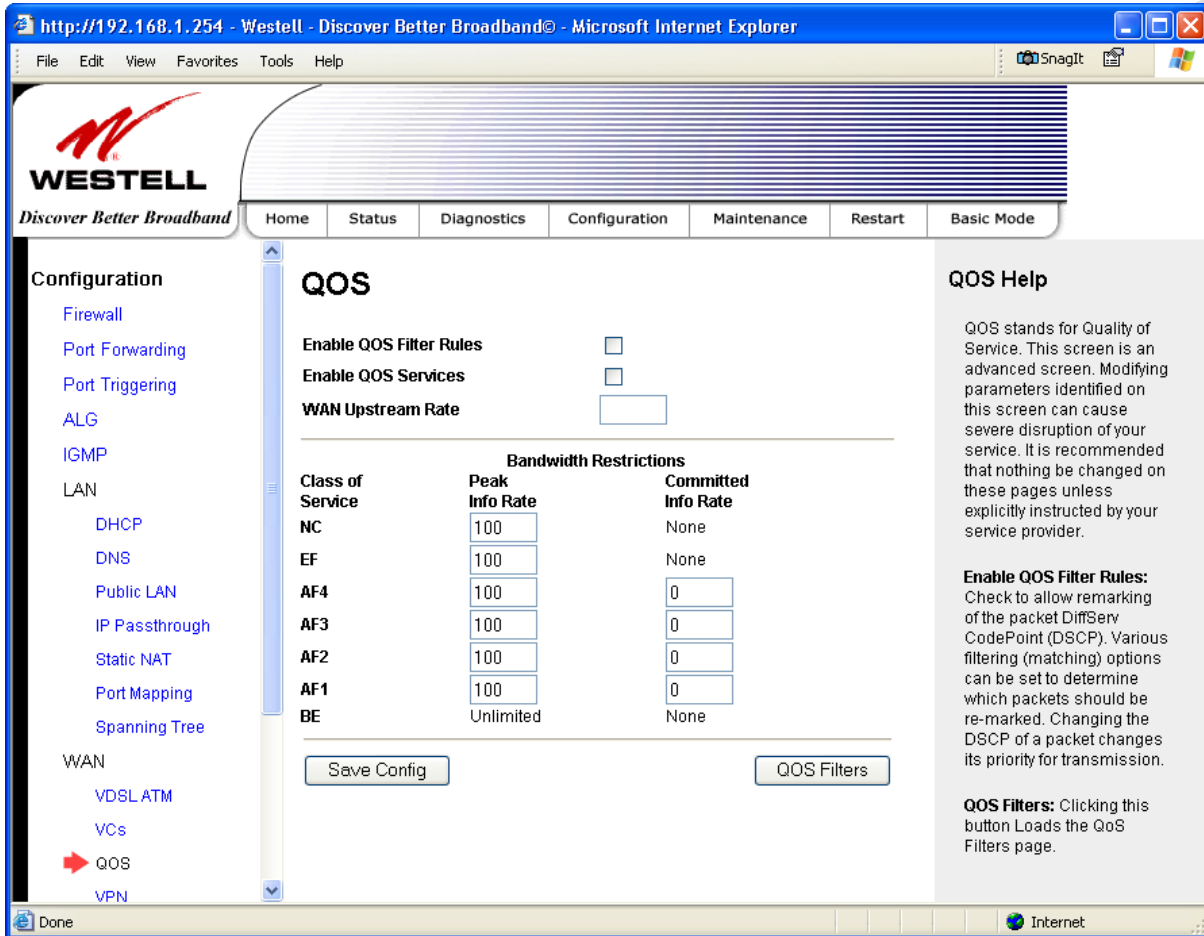 http://192.168.1.254 - Westell - Discover Better Broadband© - Microsoft Internet Explorer
File Edit View Favorites Tools Help
SnagIt
WESTELL
®
Discover Better Broadband
Home Status Diagnostics Configuration Maintenance Restart Basic Mode
Configuration
Firewall
Port Forwarding
Port Triggering
ALG
IGMP
LAN
DHCP
DNS
Public LAN
IP Passthrough
Static NAT
Port Mapping
Spanning Tree
WAN
VDSL ATM
VCs
QOS
VPN
QOS
Enable QOS Filter Rules
Enable QOS Services
WAN Upstream Rate
Bandwidth Restrictions
Class of Peak Committed
Service Info Rate Info Rate
NC 100 None
EF 100 None
AF4 100 0
AF3 100 0
AF2 100 0
AF1 100 0
BE Unlimited None
Save Config QOS Filters
QOS Help
QOS stands for Quality of
Service. This screen is an
advanced screen. Modifying
parameters identified on
this screen can cause
severe disruption of your
service. It is recommended
that nothing be changed on
these pages unless
explicitly instructed by your
service provider.
Enable QOS Filter Rules:
Check to allow remarking
of the packet DiffServ
CodePoint (DSCP). Various
filtering (matching) options
can be set to determine
which packets should be
re-marked. Changing the
DSCP of a packet changes
its priority for transmission.
QOS Filters: Clicking this
button Loads the QoS
Filters page.
Done
Internet